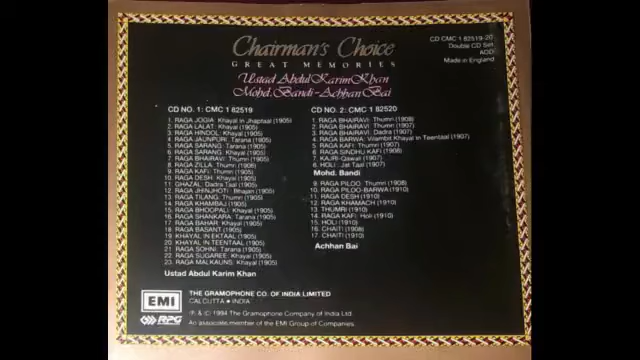 Chairman's Choice
GREAT MEMORIES
Ustad Abdul Karim Khan
Mohd. Bandi - Achhan Bai
CD CMC 1 82519-20
Double CD Set
AOD
Made in England
CD NO. 1: CMC 1 82519
1. RAGA JOGIA: Khayal in Jhaptaal (1905)
2. RAGA LALAT: Khayal (1905)
3. RAGA HINDOL: Khayal (1905)
4. RAGA JAUNPURI: Tarana (1905)
5. RAGA SARANG: Tarana (1905)
6. RAGA SARANG: Khayal (1905)
7. RAGA BHAIRAVI: Thumri (1905)
8. RAGA ZILLA: Thumri (1905)
9. RAGA KAFI: Thumri (1905)
10. RAGA DESH: Khayal (1905)
11. GHAZAL: Dadra Taal (1905)
12. RAGA JHINJHOTI: Bhajan (1905)
13. RAGA TILANG: Thumri (1905)
14. RAGA KHAMBAJ (1905)
15. RAGA BHOOPALI: Khayal (1905)
16. RAGA SHANKARA: Tarana (1905)
17. RAGA BAHAR: Khayal (1905)
18. RAGA BASANT: (1905)
19. KHAYAL IN EKTAAL (1905)
20. KHAYAL IN TEENTAAL (1905)
21. RAGA SOHNI: Tarana (1905)
22. RAGA SUGAREE: Khayal (1905)
23. RAGA MALKAUNS: Khayal (1905)
Ustad Abdul Karim Khan
CD NO. 2: CMC 1 82520
1. RAGA BHAIRAVI: Thumri (1908)
2. RAGA BHAIRAVI: Thumri (1907)
3. RAGA BHAIRAVI: Dadra (1907)
4. RAGA BARWA: Vilambit Khayal in Teentaal (1907)
5. RAGA KAFI: Thumri (1907)
6. RAGA SINDHU KAFI (1908)
7. KAJRI-Qawali (1907)
8. HOLI: Jat Taal (1907)
Mohd. Bandi
9. RAGA PILOO: Thumri (1908)
10. RAGA PILOO-BARWA (1910)
11. RAGA DESH (1910)
12. RAGA KHAMACH (1910)
13. THUMRI (1910)
14. RAGA KAFI: Holi (1910)
15. HOLI (1910)
16. CHAITI (1908)
17. CHAITI (1910)
Achhan Bai
EMI
RPG
THE GRAMOPHONE CO. OF INDIA LIMITED
CALCUTTA • INDIA
℗ & © 1994 The Gramophone Company of India Ltd.
An associate member of the EMI Group of Companies.